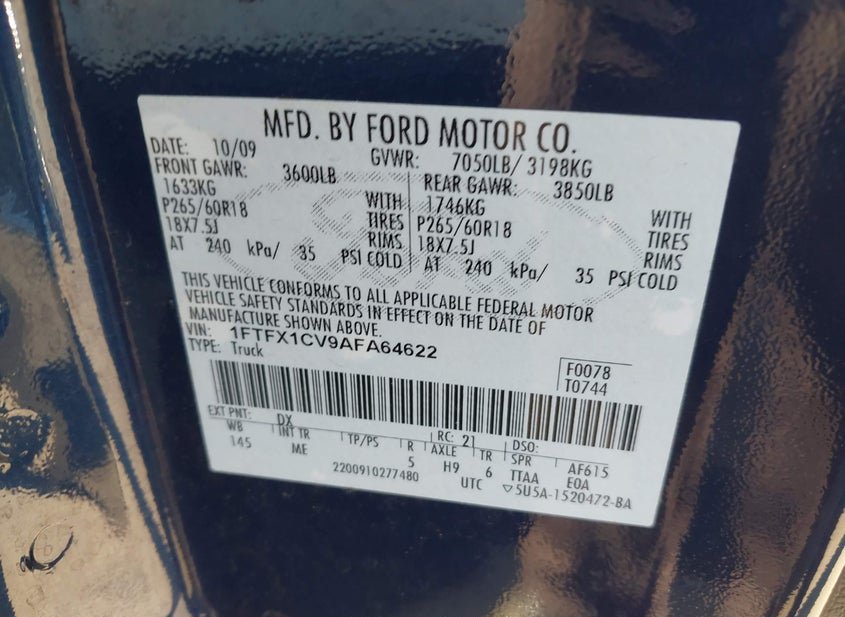 MFD. BY FORD MOTOR CO.
DATE: 10/09 GVWR: 7050LB/ 3198KG
FRONT GAWR: 3600LB REAR GAWR: 3850LB
1633KG WITH 1746KG WITH
P265/60R18 TIRES P265/60R18 TIRES
18X7.5J RIMS 18X7.5J RIMS
AT 240 kPa/ 35 PSI COLD AT 240 kPa/ 35 PSI COLD
THIS VEHICLE CONFORMS TO ALL APPLICABLE FEDERAL MOTOR
VEHICLE SAFETY STANDARDS IN EFFECT ON THE DATE OF
MANUFACTURE SHOWN ABOVE.
VIN: 1FTFX1CV9AFA64622
TYPE: Truck
F0078
T0744
EXT PNT: DX RC: 21 DSO:
WB INT TR TP/PS R AXLE TR SPR AF615
145 ME 5 H9 6 TTAA E0A
2200910277480 UTC ▽5U5A-1520472-BA